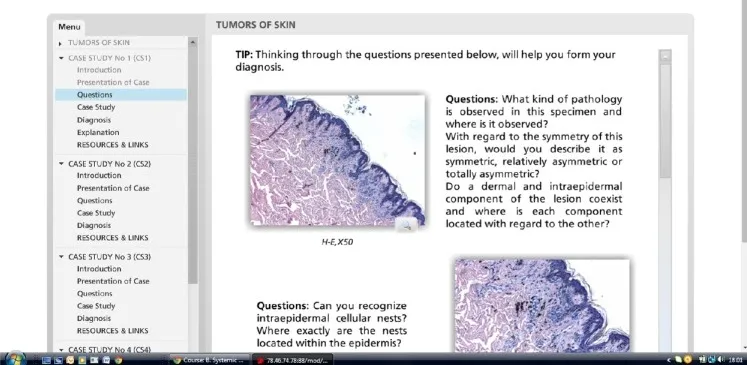 Menu
TUMORS OF SKIN
CASE STUDY No 1 (CS1)
Introduction
Presentation of Case
Questions
Case Study
Diagnosis
Explanation
RESOURCES & LINKS
CASE STUDY No 2 (CS2)
Introduction
Presentation of Case
Questions
Case Study
Diagnosis
RESOURCES & LINKS
CASE STUDY No 3 (CS3)
Introduction
Presentation of Case
Questions
Case Study
Diagnosis
RESOURCES & LINKS
CASE STUDY No 4 (CS4)
TUMORS OF SKIN
TIP: Thinking through the questions presented below, will help you form your
diagnosis.
Questions: What kind of pathology
is observed in this specimen and
where is it observed?
With regard to the symmetry of this
lesion, would you describe it as
symmetric, relatively asymmetric or
totally asymmetric?
Do a dermal and intraepidermal
component of the lesion coexist
and where is each component
located with regard to the other?
H-E, X50
Questions: Can you recognize
intraepidermal cellular nests?
Where exactly are the nests
located within the epidermis?
Course: B. Systemic ...
78.46.74.78:88/mod/...
18:01